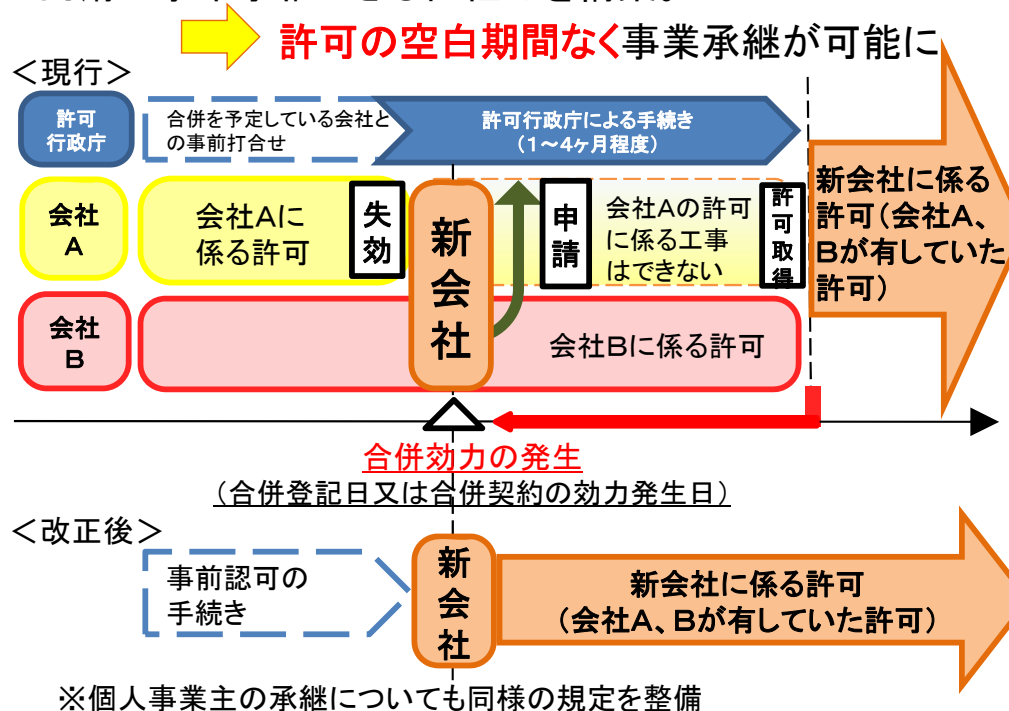 許可の空白期間なく事業承継が可能に
<現行>
許可
行政庁
合併を予定している会社と
の事前打合せ
許可行政庁による手続き
(1~4ヶ月程度)
会社
A
会社Aに
係る許可
失効
新会社
申請
会社Aの許可
に係る工事
はできない
許可取得
新会社に係る
許可(会社A、
Bが有していた
許可)
会社
B
会社Bに係る許可
合併効力の発生
(合併登記日又は合併契約の効力発生日)
<改正後>
事前認可の
手続き
新会社
新会社に係る許可
(会社A、Bが有していた許可)
※個人事業主の承継についても同様の規定を整備